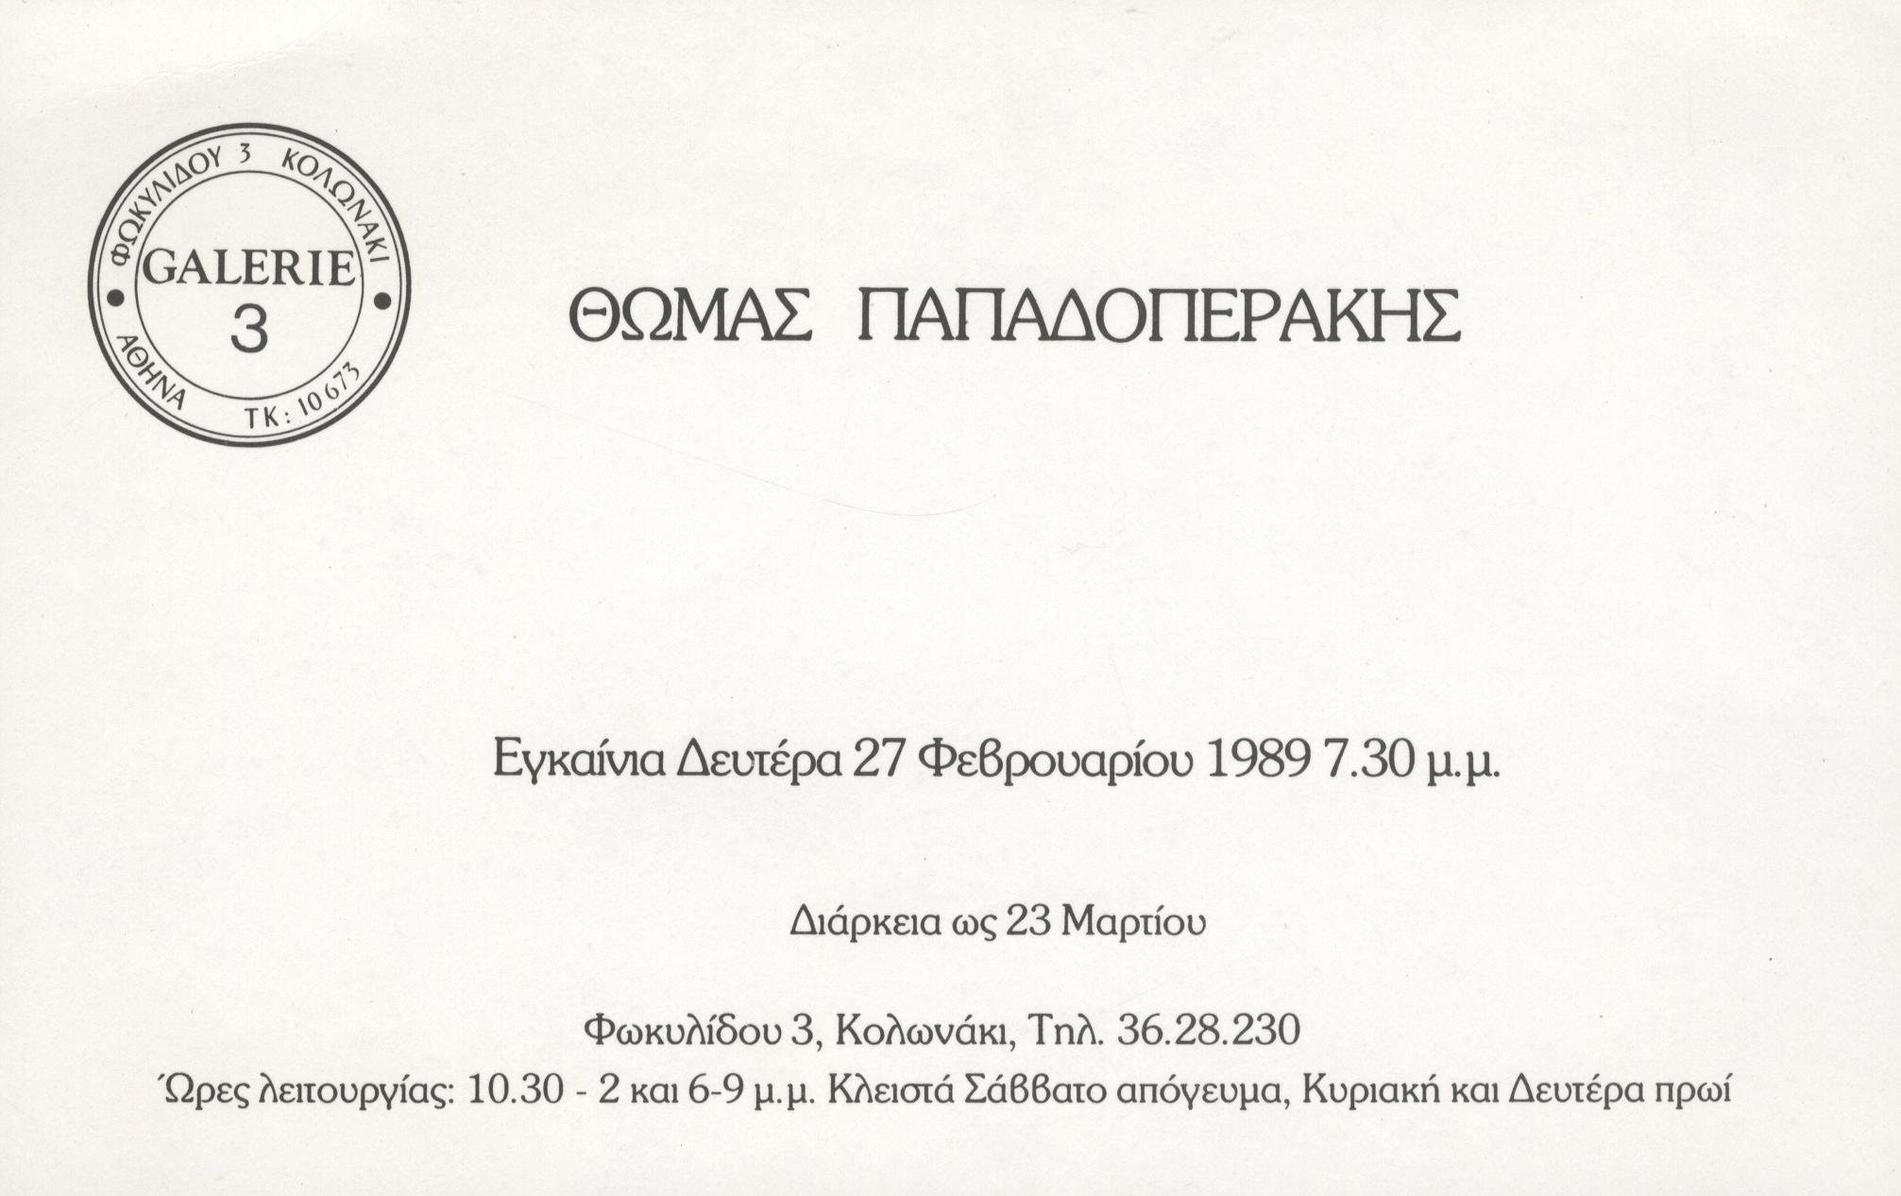 ΦΩΚΥΛΙΔΟΥ 3 ΚΟΛΩΝΑΚΙ
GALERIE
3
ΑΘΗΝΑ ΤΚ: 10673
ΘΩΜΑΣ ΠΑΠΑΔΟΠΕΡΑΚΗΣ
Εγκαίνια Δευτέρα 27 Φεβρουαρίου 1989 7.30 μ.μ.
Διάρκεια ως 23 Μαρτίου
Φωκυλίδου 3, Κολωνάκι, Τηλ. 36.28.230
Ώρες λειτουργίας: 10.30 - 2 και 6-9 μ.μ. Κλειστά Σάββατο απόγευμα, Κυριακή και Δευτέρα πρωί